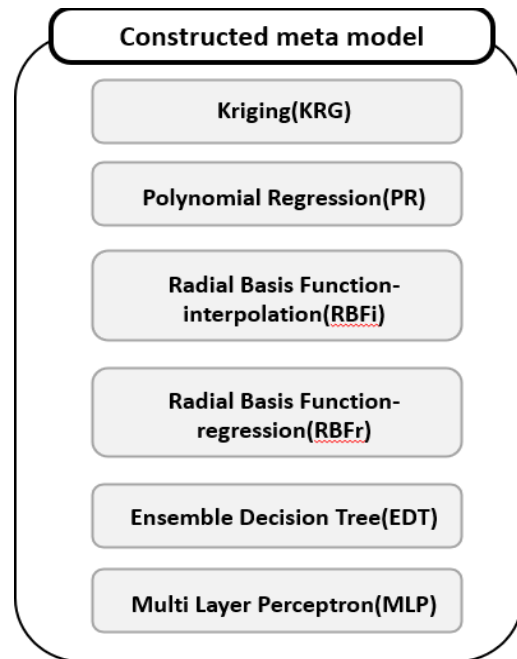 Constructed meta model
Kriging(KRG)
Polynomial Regression(PR)
Radial Basis Function-
interpolation(RBFi)
Radial Basis Function-
regression(RBFr)
Ensemble Decision Tree(EDT)
Multi Layer Perceptron(MLP)